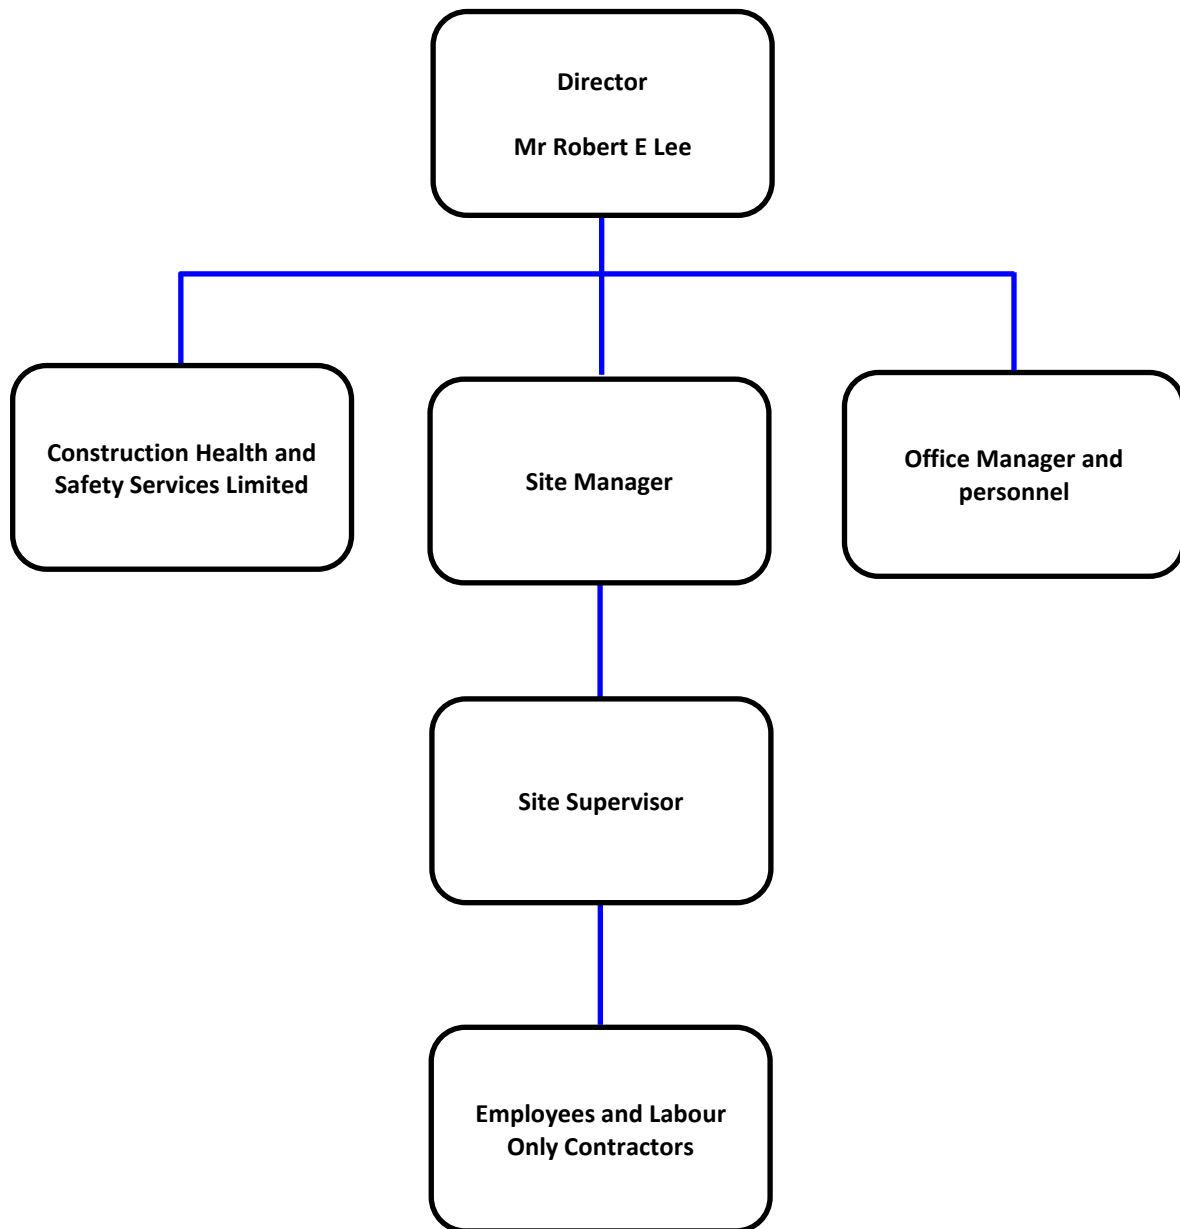 Director
Mr Robert E Lee
Construction Health and
Safety Services Limited
Site Manager
Office Manager and
personnel
Site Supervisor
Employees and Labour
Only Contractors